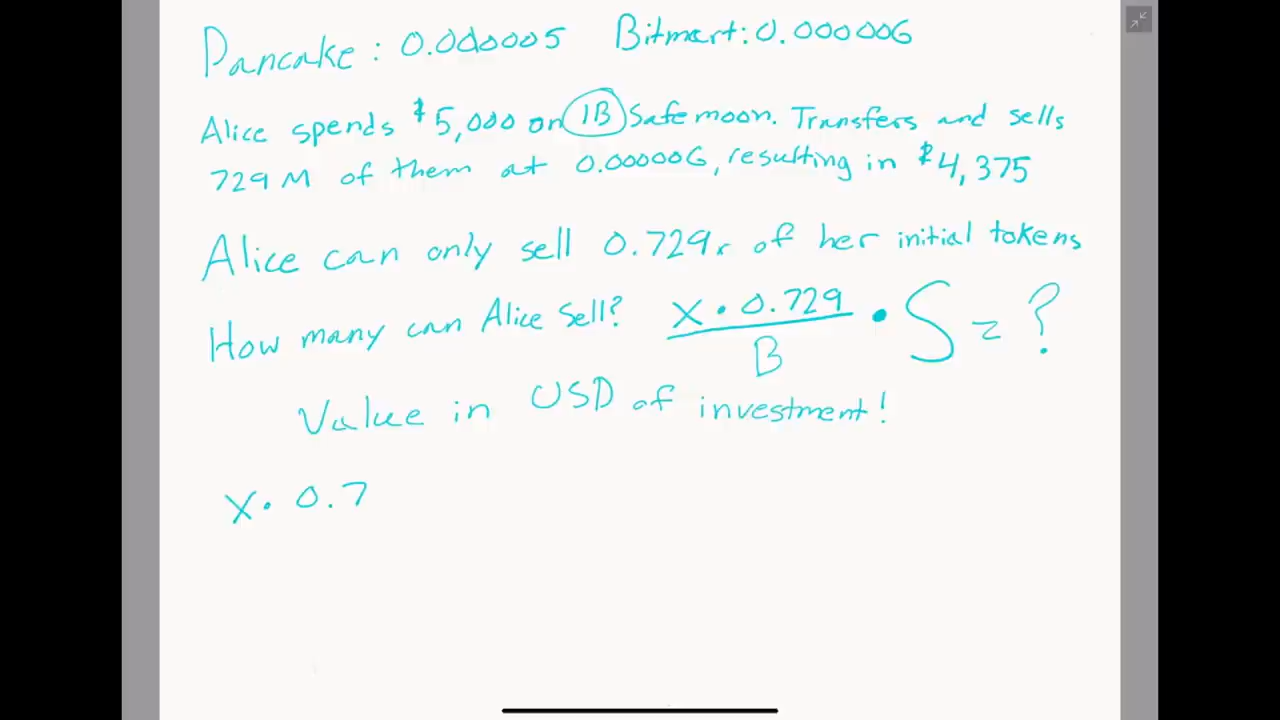 Pancake: 0.000005 Bitmart: 0.000006
Alice spends $5,000 on 1B Safemoon. Transfers and sells
729M of them at 0.000006, resulting in $4,375
Alice can only sell 0.729x of her initial tokens
How many can Alice Sell? X · 0.729 / B · S = ?
Value in USD of investment!
X · 0.7